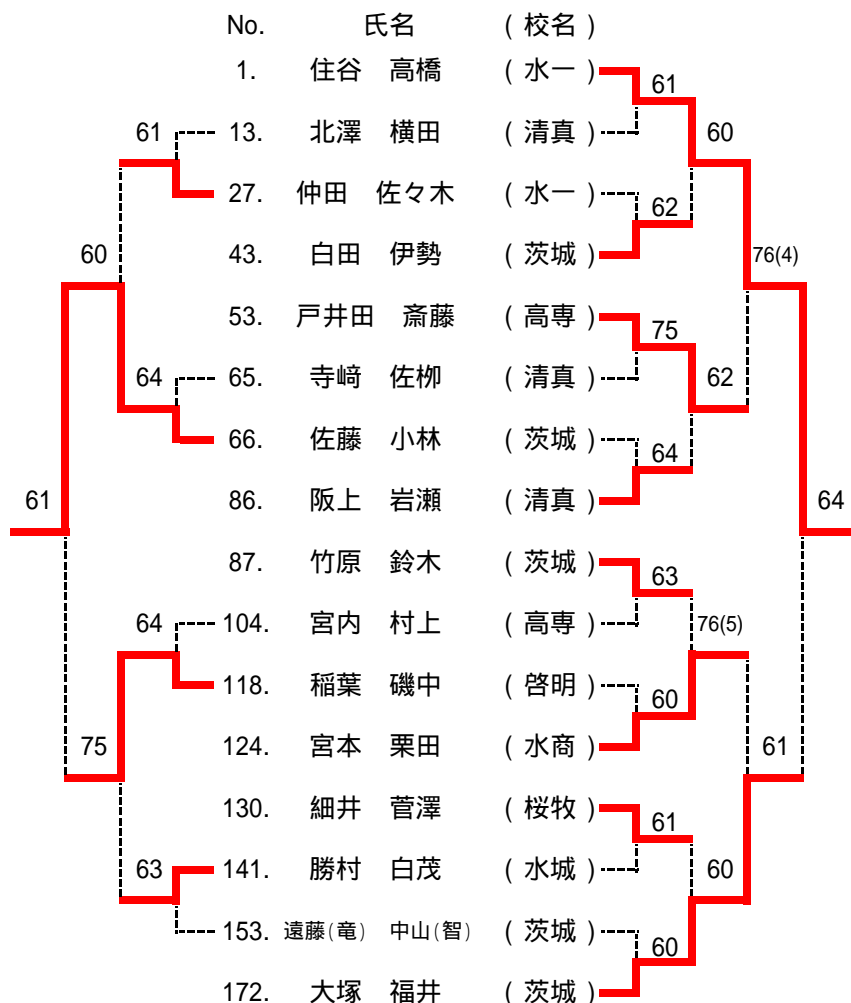 No. 氏名 (校名)
1. 住谷 高橋 (水一) 61
61 13. 北澤 横田 (清真) 60
27. 仲田 佐々木 (水一) 62
60 43. 白田 伊勢 (茨城) 76(4)
53. 戸井田 斎藤 (高専) 75
64 65. 寺﨑 佐栁 (清真) 62
66. 佐藤 小林 (茨城) 64
61 86. 阪上 岩瀬 (清真) 64
87. 竹原 鈴木 (茨城) 63
64 104. 宮内 村上 (高専) 76(5)
118. 稲葉 磯中 (啓明) 60
75 124. 宮本 栗田 (水商) 61
130. 細井 菅澤 (桜牧) 61
63 141. 勝村 白茂 (水城) 60
153. 遠藤(竜) 中山(智) (茨城) 60
172. 大塚 福井 (茨城)